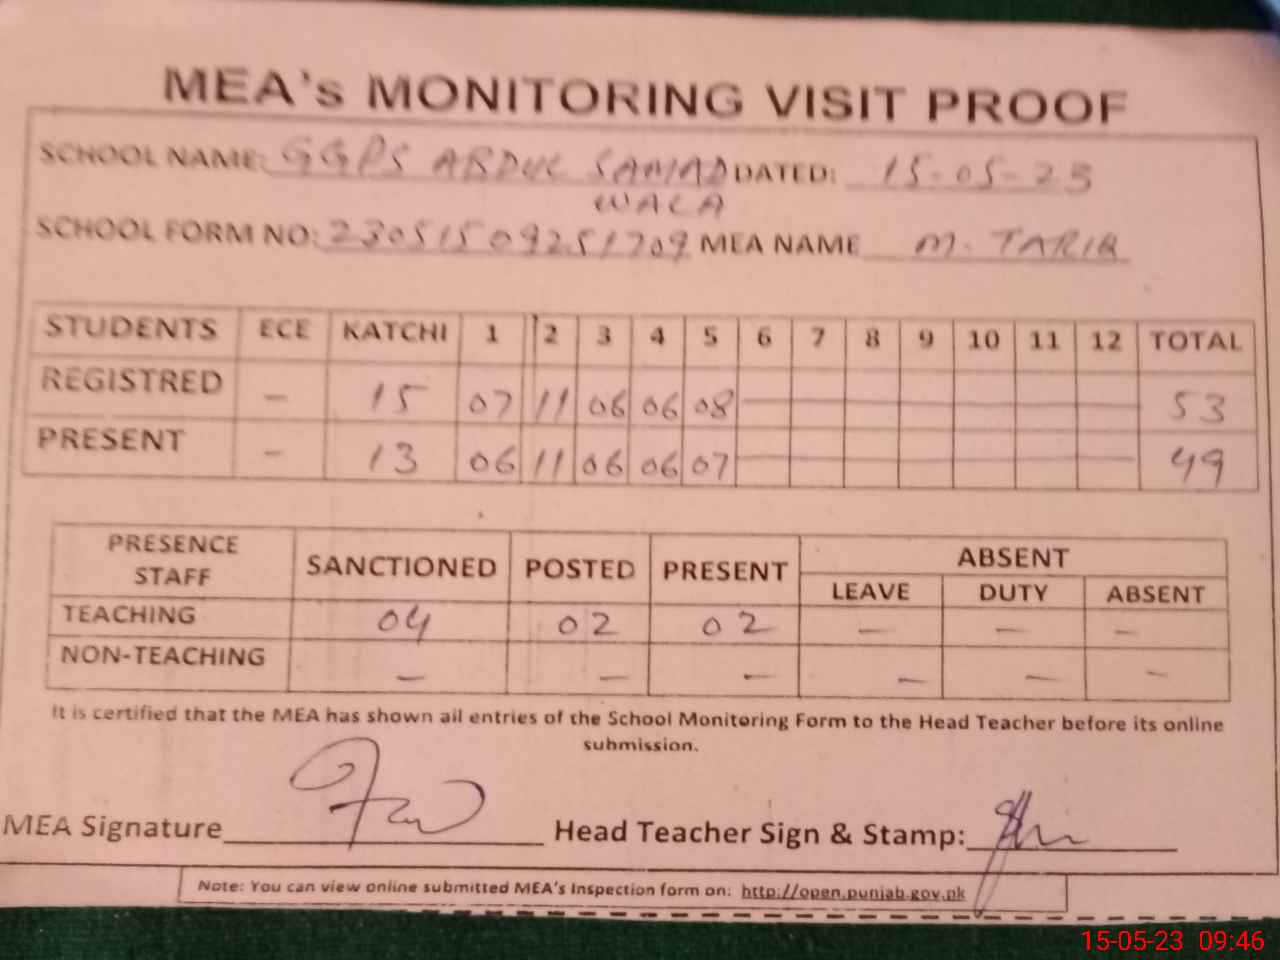 MEA's MONITORING VISIT PROOF
SCHOOL NAME: GGPS ABDUL SAMAD WALA DATED: 15-05-23
SCHOOL FORM NO: 23051509251709 MEA NAME M. TARIQ
STUDENTS ECE KATCHI 1 2 3 4 5 6 7 8 9 10 11 12 TOTAL
REGISTRED – 15 07 11 06 06 08 53
PRESENT – 13 06 11 06 06 07 49
PRESENCE STAFF SANCTIONED POSTED PRESENT ABSENT
LEAVE DUTY ABSENT
TEACHING 04 02 02 – – –
NON-TEACHING – – – – – –
It is certified that the MEA has shown all entries of the School Monitoring Form to the Head Teacher before its online
submission.
MEA Signature Head Teacher Sign & Stamp:
Note: You can view online submitted MEA's Inspection form on: http://open.punjab.gov.pk
15-05-23 09:46